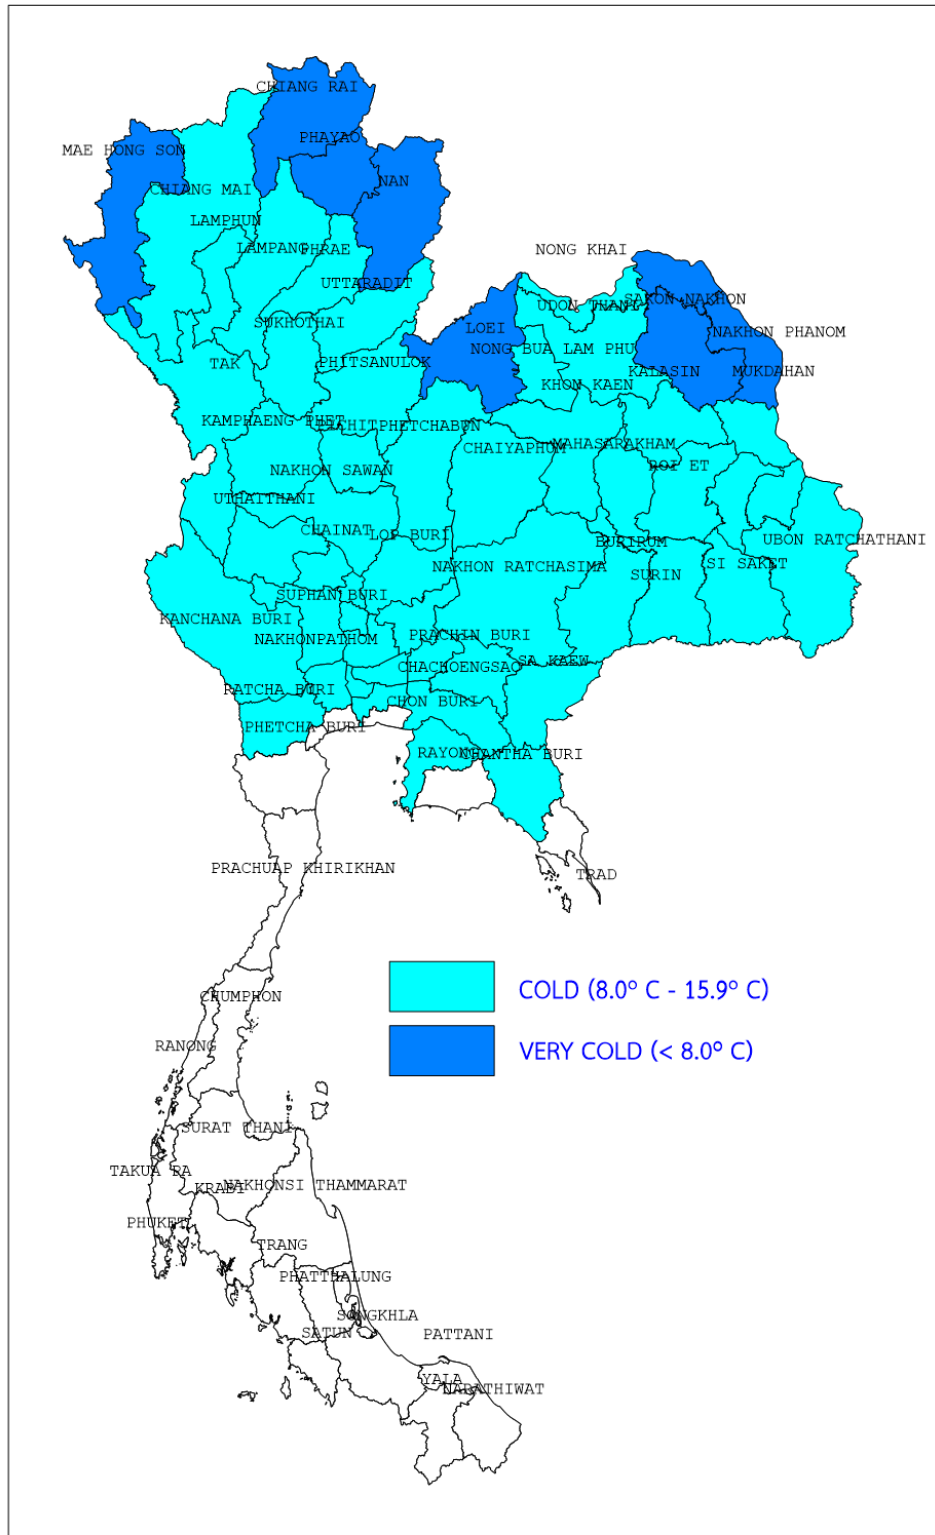 CHIANG RAI
PHAYAO
MAE HONG SON
NAN
CHIANG MAI
LAMPHUN
LAMPANG
PHRAE
NONG KHAI
UTTARADIT
SAKON NAKHON
UDON THANI
SUKHOTHAI
LOEI
NAKHON PHANOM
NONG BUA LAM PHU
TAK
PHITSANULOK
KALASIN
MUKDAHAN
KHON KAEN
KAMPHAENG PHET
PICHIT
PHETCHABUN
CHAIYAPHUM
MAHASARAKHAM
ROI ET
NAKHON SAWAN
UTHATTHANI
CHAINAT
LOP BURI
UBON RATCHATHANI
BURIRUM
NAKHON RATCHASIMA
SI SAKET
SURIN
SUPHAN BURI
KANCHANA BURI
NAKHONPATHOM
PRACHIN BURI
SA KAEW
CHACHOENGSAO
RATCHA BURI
CHON BURI
PHETCHA BURI
RAYONG
CHANTHA BURI
PRACHUAP KHIRIKHAN
TRAD
COLD (8.0° C - 15.9° C)
CHUMPHON
RANONG
VERY COLD (< 8.0° C)
SURAT THANI
TAKUA PA
KRABI
NAKHONSI THAMMARAT
PHUKET
TRANG
PHATTHALUNG
SONGKHLA
SATUN
PATTANI
YALA
NARATHIWAT